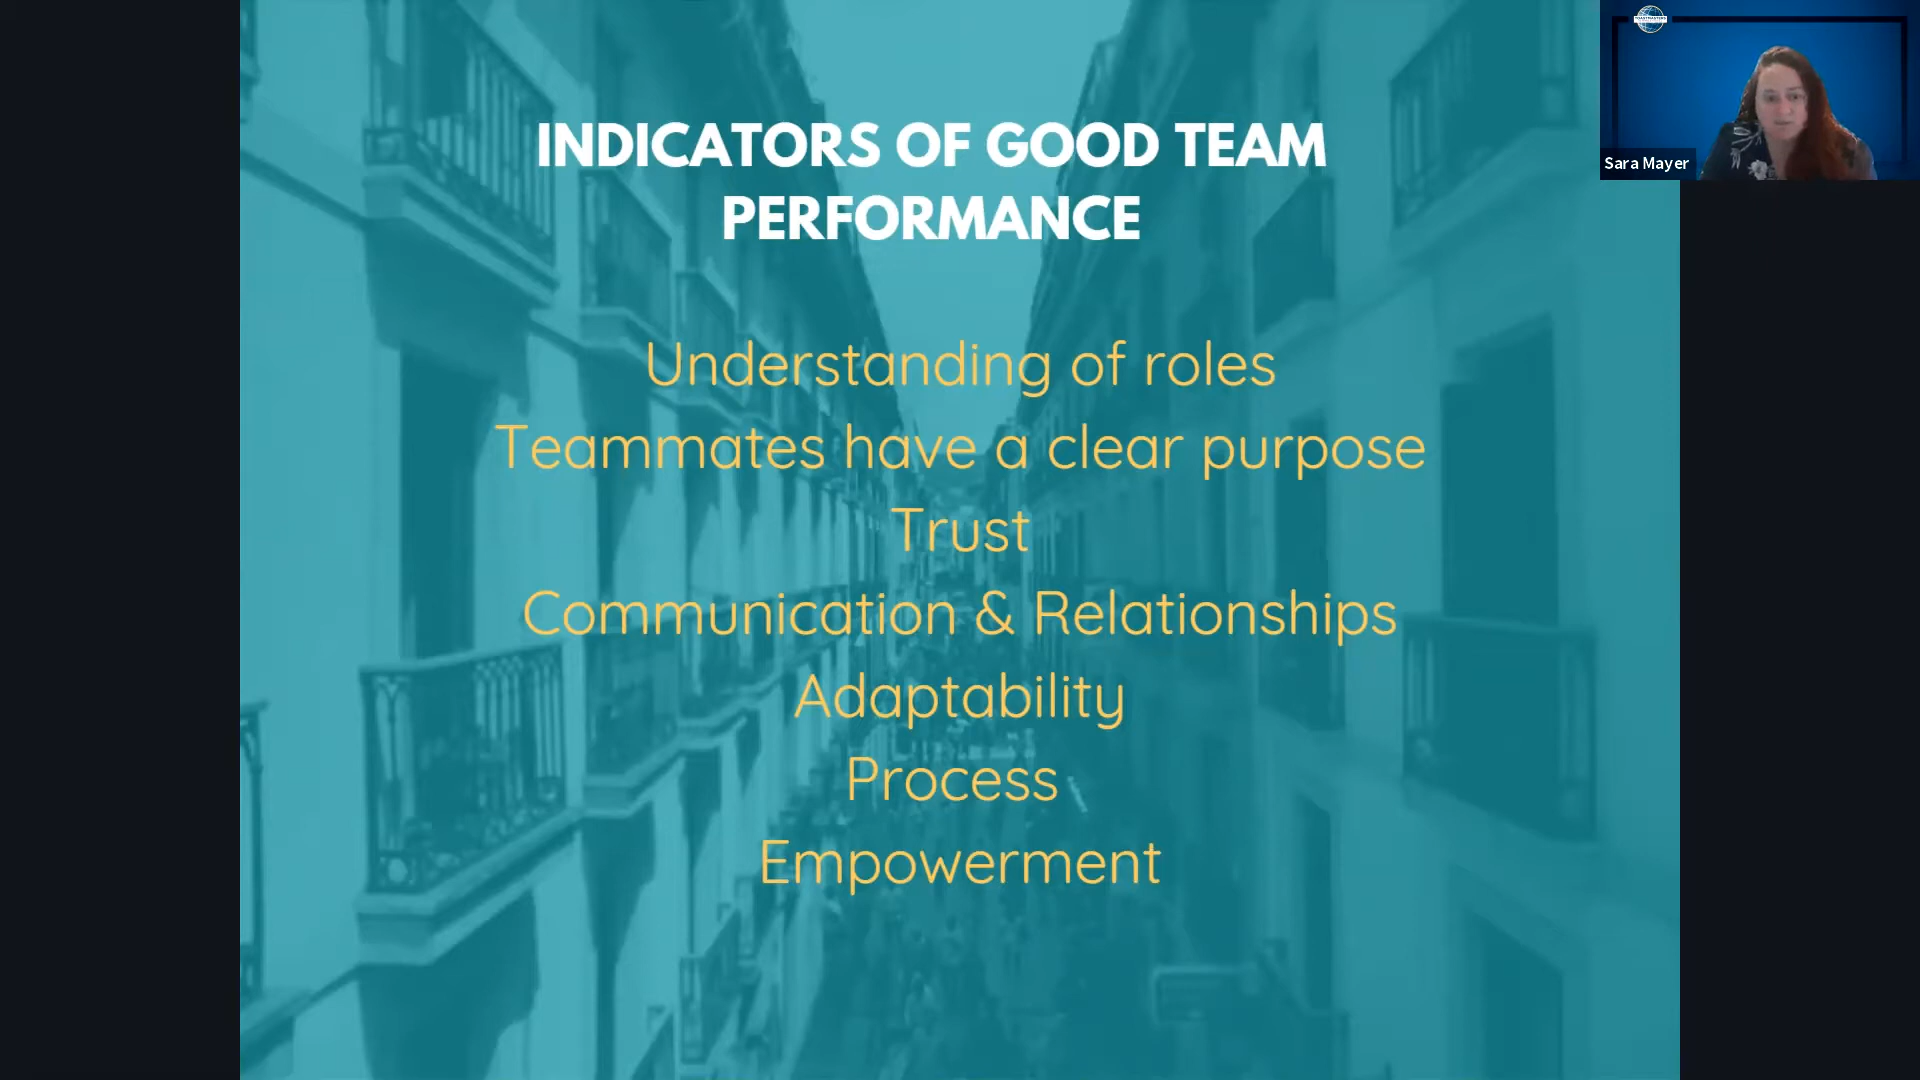 INDICATORS OF GOOD TEAM
PERFORMANCE
Understanding of roles
Teammates have a clear purpose
Trust
Communication & Relationships
Adaptability
Process
Empowerment
TOASTMASTERS
Sara Mayer